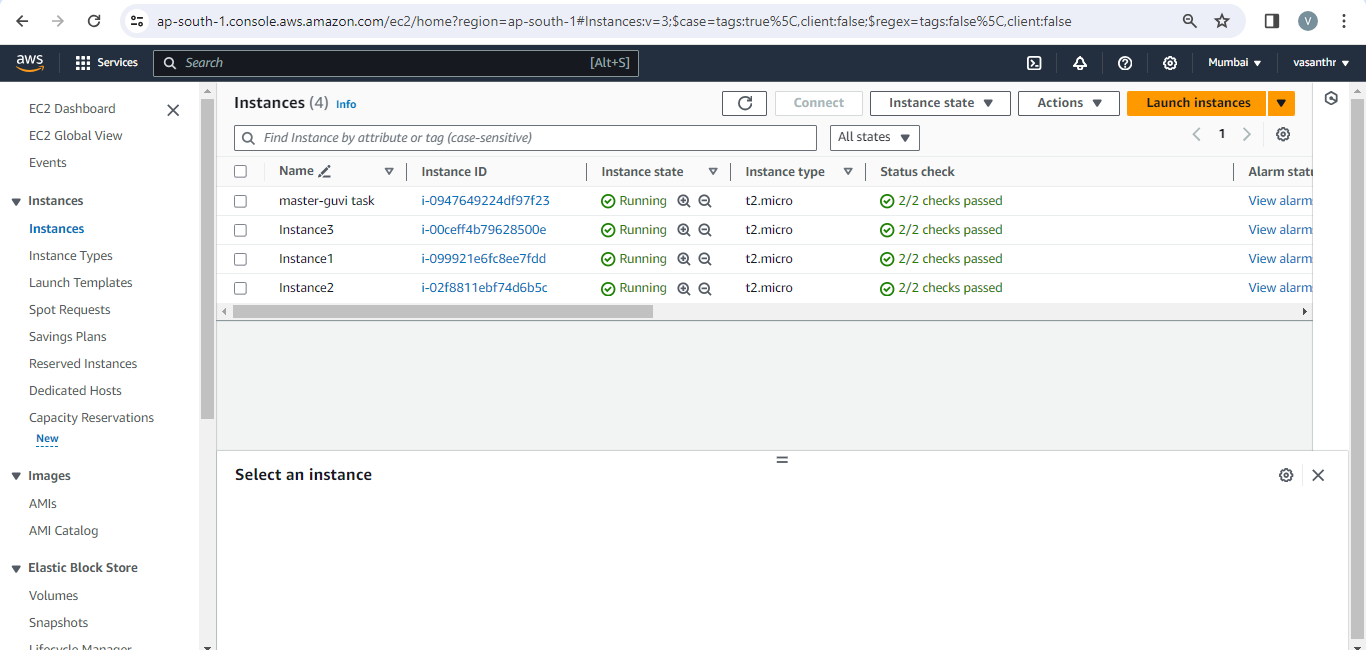 ap-south-1.console.aws.amazon.com/ec2/home?region=ap-south-1#Instances:v=3;$case=tags:true%5C,client:false;$regex=tags:false%5C,client:false
V
aws
Services
Search
[Alt+S]
Mumbai
vasanthr
EC2 Dashboard
EC2 Global View
Events
Instances
Instances
Instance Types
Launch Templates
Spot Requests
Savings Plans
Reserved Instances
Dedicated Hosts
Capacity Reservations
New
Images
AMIs
AMI Catalog
Elastic Block Store
Volumes
Snapshots
Lifecycle Manager
Instances (4) Info
Connect
Instance state
Actions
Launch instances
Find Instance by attribute or tag (case-sensitive)
All states
1
Name Instance ID Instance state Instance type Status check Alarm statu
master-guvi task i-0947649224df97f23 Running t2.micro 2/2 checks passed View alarm
Instance3 i-00ceff4b79628500e Running t2.micro 2/2 checks passed View alarm
Instance1 i-099921e6fc8ee7fdd Running t2.micro 2/2 checks passed View alarm
Instance2 i-02f8811ebf74d6b5c Running t2.micro 2/2 checks passed View alarm
Select an instance